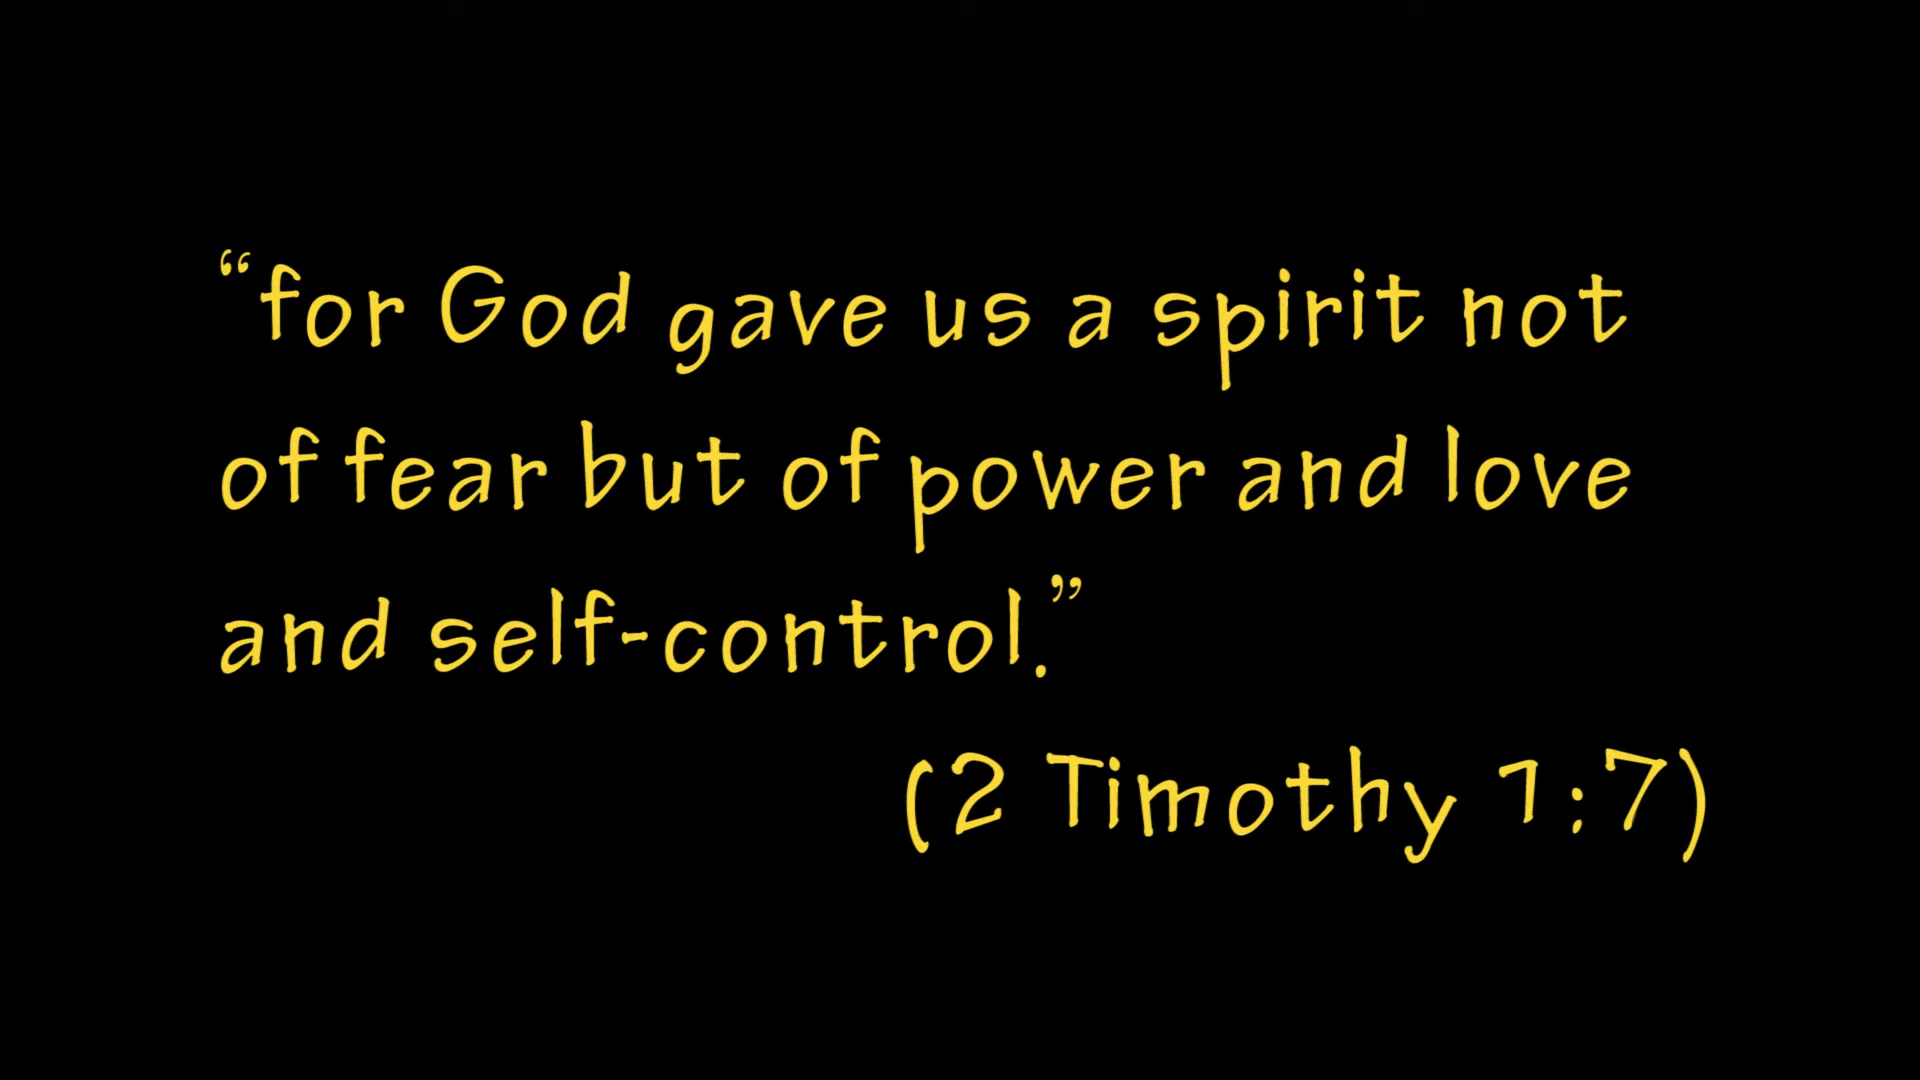 “for God gave us a spirit not
of fear but of power and love
and self-control.”
(2 Timothy 1:7)